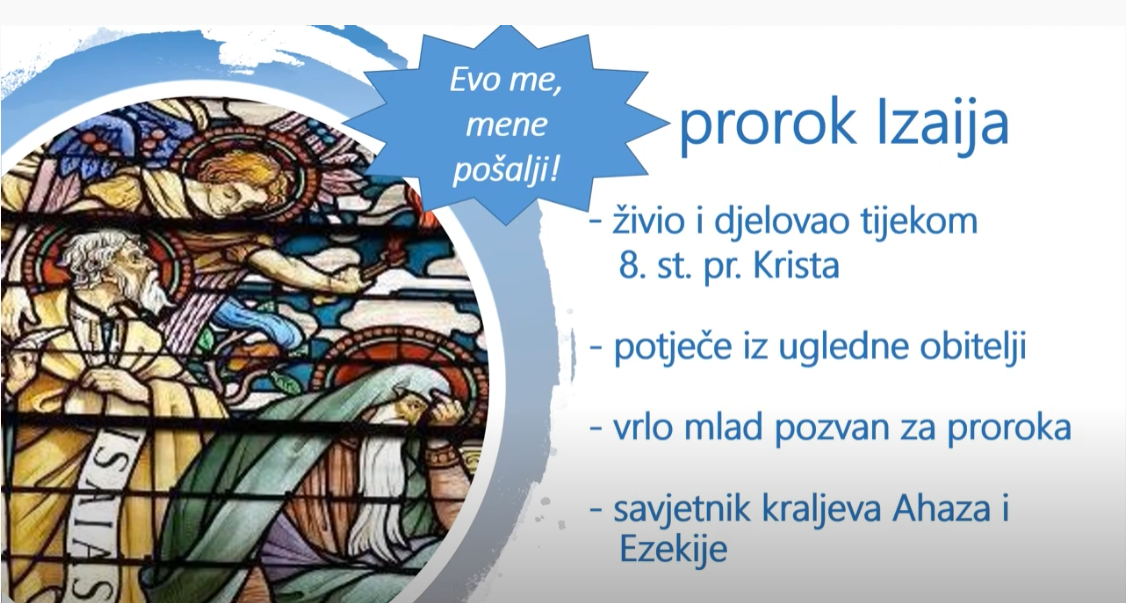 Evo me,
mene
pošalji!
prorok Izaija
- živio i djelovao tijekom
8. st. pr. Krista
- potječe iz ugledne obitelji
- vrlo mlad pozvan za proroka
- savjetnik kraljeva Ahaza i
Ezekije
ISAIAS